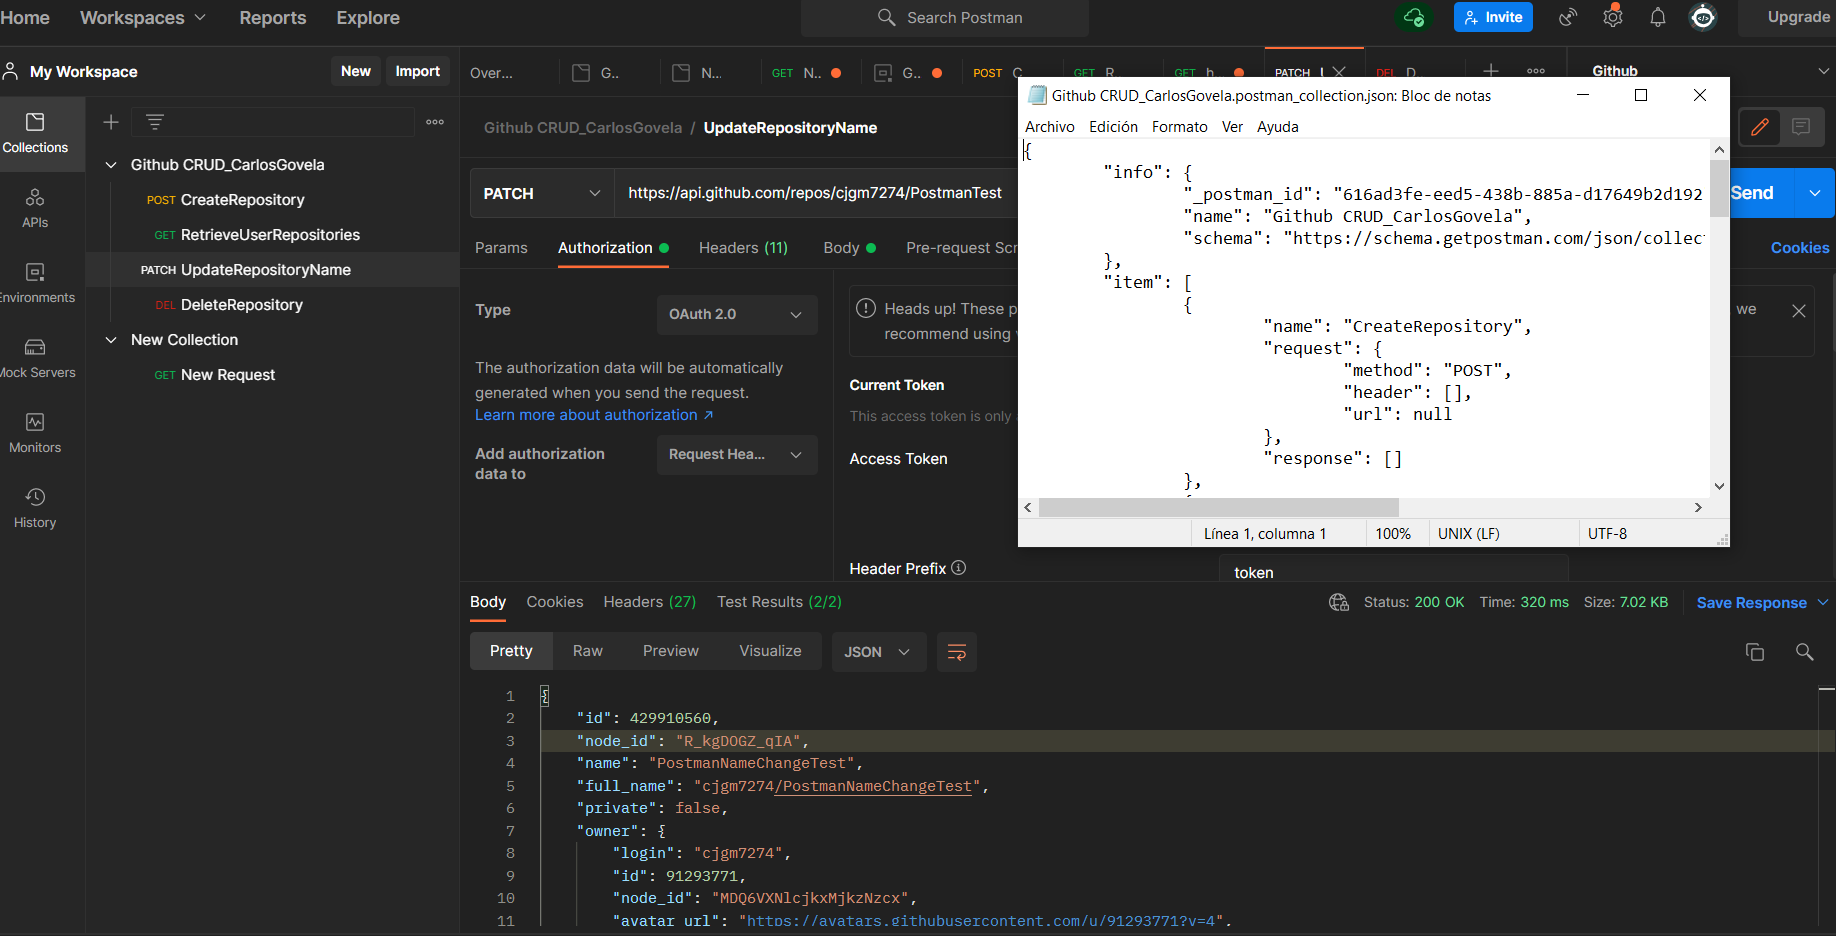 Home
Workspaces
Reports
Explore
Search Postman
Invite
Upgrade
My Workspace
New
Import
Over...
G..
N...
GET N..
G..
POST C
GET R
GET h
PATCH
DEL D
Github
Collections
APIs
Environments
Mock Servers
Monitors
History
Github CRUD_CarlosGovela
POST CreateRepository
GET RetrieveUserRepositories
PATCH UpdateRepositoryName
DEL DeleteRepository
New Collection
GET New Request
Github CRUD_CarlosGovela / UpdateRepositoryName
PATCH
https://api.github.com/repos/cjgm7274/PostmanTest
Send
Params
Authorization
Headers (11)
Body
Pre-request Scr
Cookies
Type
OAuth 2.0
The authorization data will be automatically
generated when you send the request.
Learn more about authorization ↗
Add authorization
data to
Request Hea...
Heads up! These p
we
recommend using
Current Token
This access token is only
Access Token
Header Prefix
token
Github CRUD_CarlosGovela.postman_collection.json: Bloc de notas
Archivo Edición Formato Ver Ayuda
{
"info": {
"_postman_id": "616ad3fe-eed5-438b-885a-d17649b2d192
"name": "Github CRUD_CarlosGovela",
"schema": "https://schema.getpostman.com/json/collec
},
"item": [
{
"name": "CreateRepository",
"request": {
"method": "POST",
"header": [],
"url": null
},
"response": []
},
Línea 1, columna 1
100%
UNIX (LF)
UTF-8
Body
Cookies
Headers (27)
Test Results (2/2)
Status: 200 OK
Time: 320 ms
Size: 7.02 KB
Save Response
Pretty
Raw
Preview
Visualize
JSON
1 {
2 "id": 429910560,
3 "node_id": "R_kgDOGZ_qIA",
4 "name": "PostmanNameChangeTest",
5 "full_name": "cjgm7274/PostmanNameChangeTest",
6 "private": false,
7 "owner": {
8 "login": "cjgm7274",
9 "id": 91293771,
10 "node_id": "MDQ6VXNlcjkxMjkzNzcx",
11 "avatar_url": "https://avatars.githubusercontent.com/u/91293771?v=4",